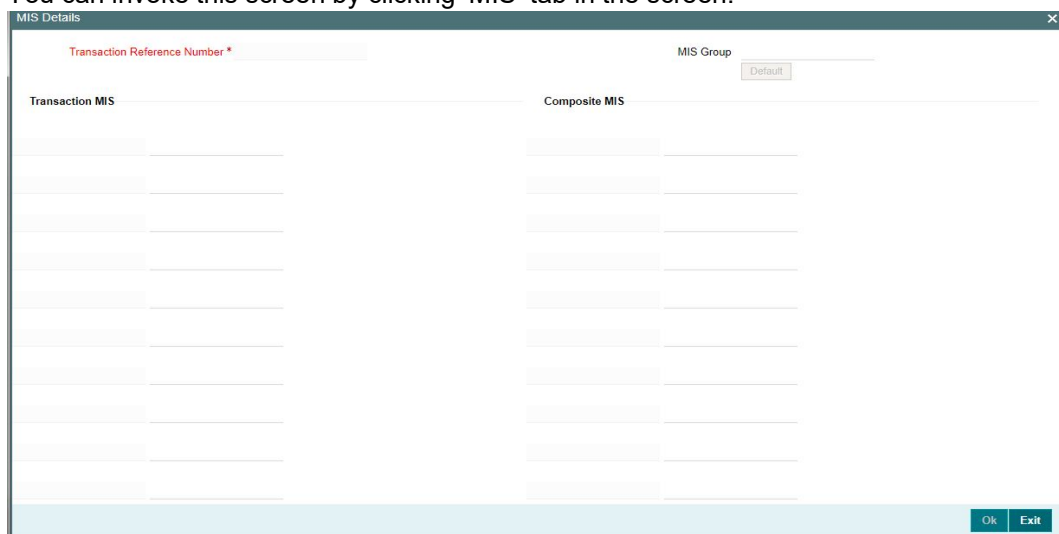 You can invoke this screen by clicking 'MIS' tab in the screen.
MIS Details
Transaction Reference Number *
MIS Group
Default
Transaction MIS
Composite MIS
Ok Exit